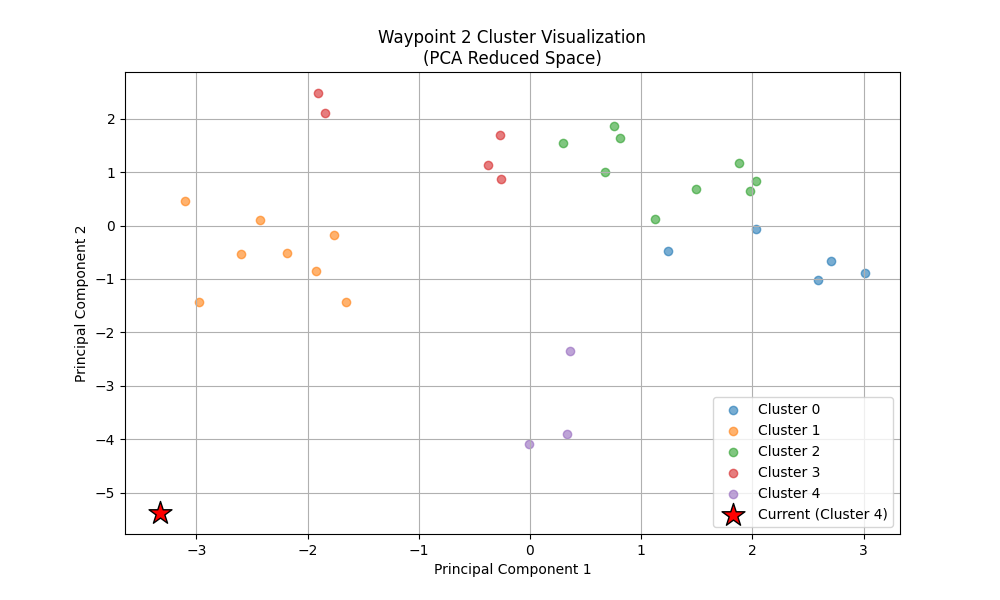 Waypoint 2 Cluster Visualization
(PCA Reduced Space)
Principal Component 2
2
1
0
−1
−2
−3
−4
−5
Cluster 0
Cluster 1
Cluster 2
Cluster 3
Cluster 4
Current (Cluster 4)
−3 −2 −1 0 1 2 3
Principal Component 1